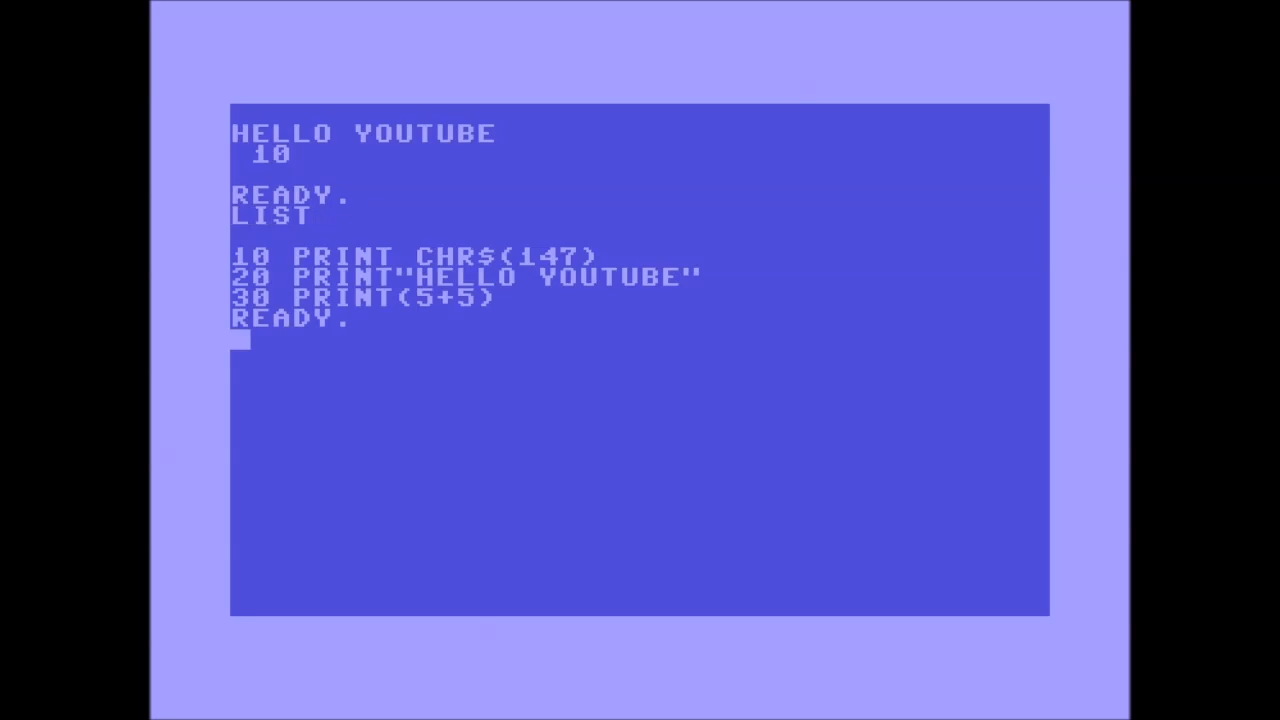 HELLO YOUTUBE
 10
READY.
LIST
10 PRINT CHR$(147)
20 PRINT"HELLO YOUTUBE"
30 PRINT(5+5)
READY.